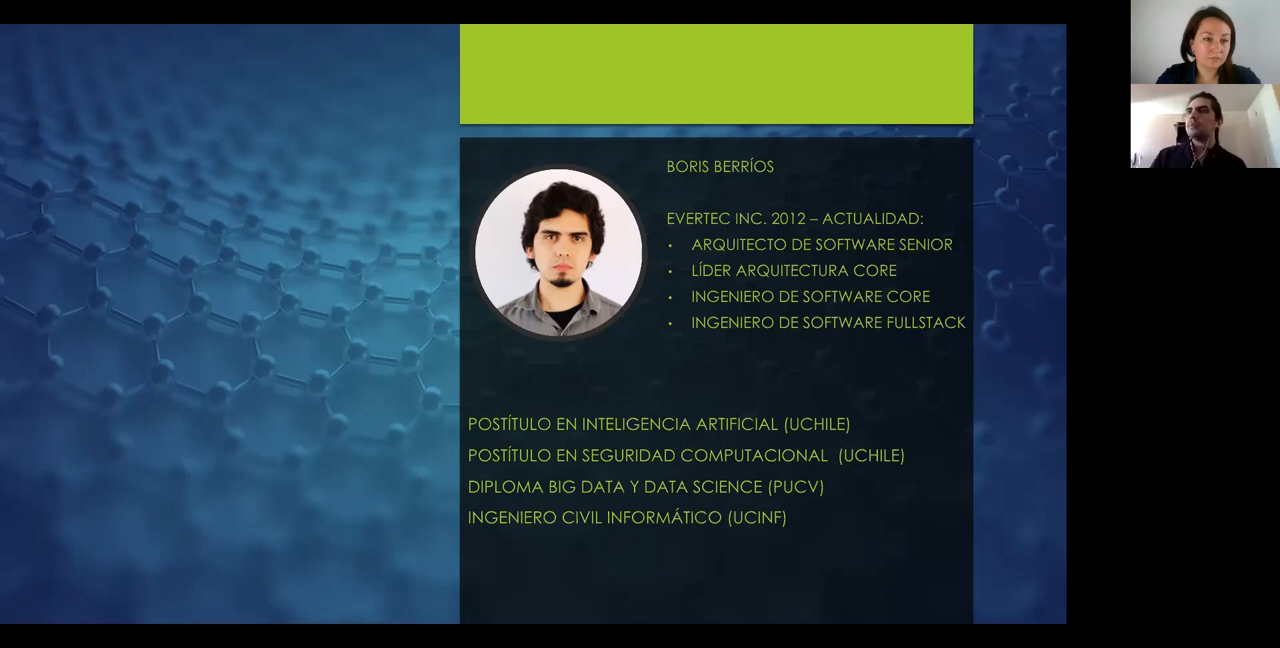 BORIS BERRÍOS
EVERTEC INC. 2012 – ACTUALIDAD:
• ARQUITECTO DE SOFTWARE SENIOR
• LÍDER ARQUITECTURA CORE
• INGENIERO DE SOFTWARE CORE
• INGENIERO DE SOFTWARE FULLSTACK
POSTÍTULO EN INTELIGENCIA ARTIFICIAL (UCHILE)
POSTÍTULO EN SEGURIDAD COMPUTACIONAL (UCHILE)
DIPLOMA BIG DATA Y DATA SCIENCE (PUCV)
INGENIERO CIVIL INFORMÁTICO (UCINF)